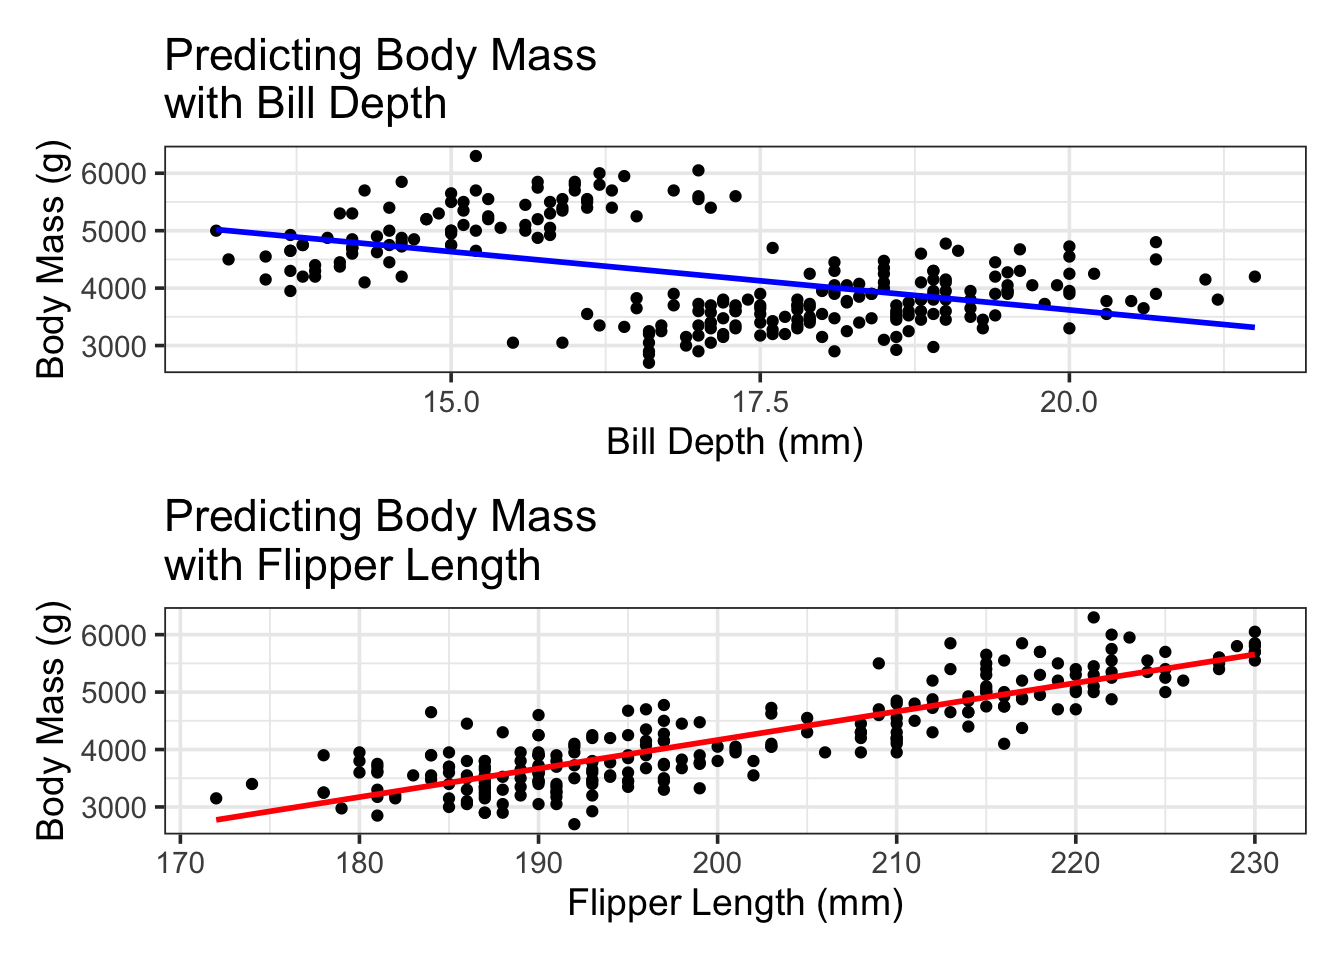 Predicting Body Mass
with Bill Depth
Body Mass (g)
6000
5000
4000
3000
15.0 17.5 20.0
Bill Depth (mm)
Predicting Body Mass
with Flipper Length
Body Mass (g)
6000
5000
4000
3000
170 180 190 200 210 220 230
Flipper Length (mm)